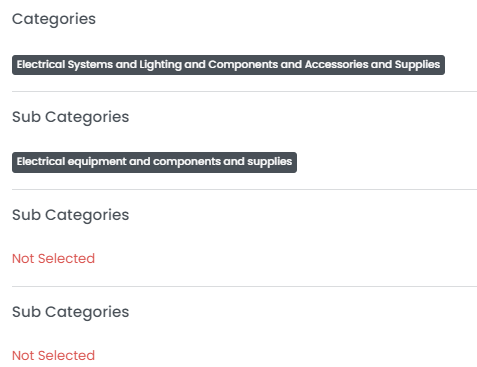 Categories
Electrical Systems and Lighting and Components and Accessories and Supplies
Sub Categories
Electrical equipment and components and supplies
Sub Categories
Not Selected
Sub Categories
Not Selected